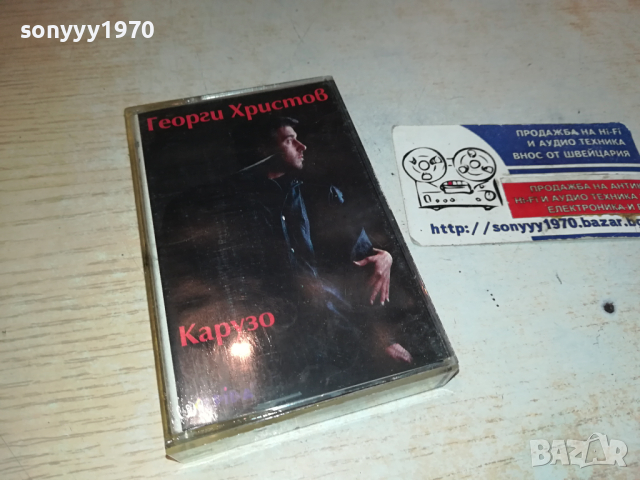 sonyyy1970
Георги Христов
Карузо
ПРОДАЖБА НА Hi-Fi
И АУДИО ТЕХНИКА
ВНОС ОТ ШВЕЙЦАРИЯ
ПРОДАЖБА НА АНТИК
Hi-Fi И АУДИО ТЕХНИКА
ЕЛЕКТРОНИКА И
http://sonyyy1970.bazar.bg
BAZAR